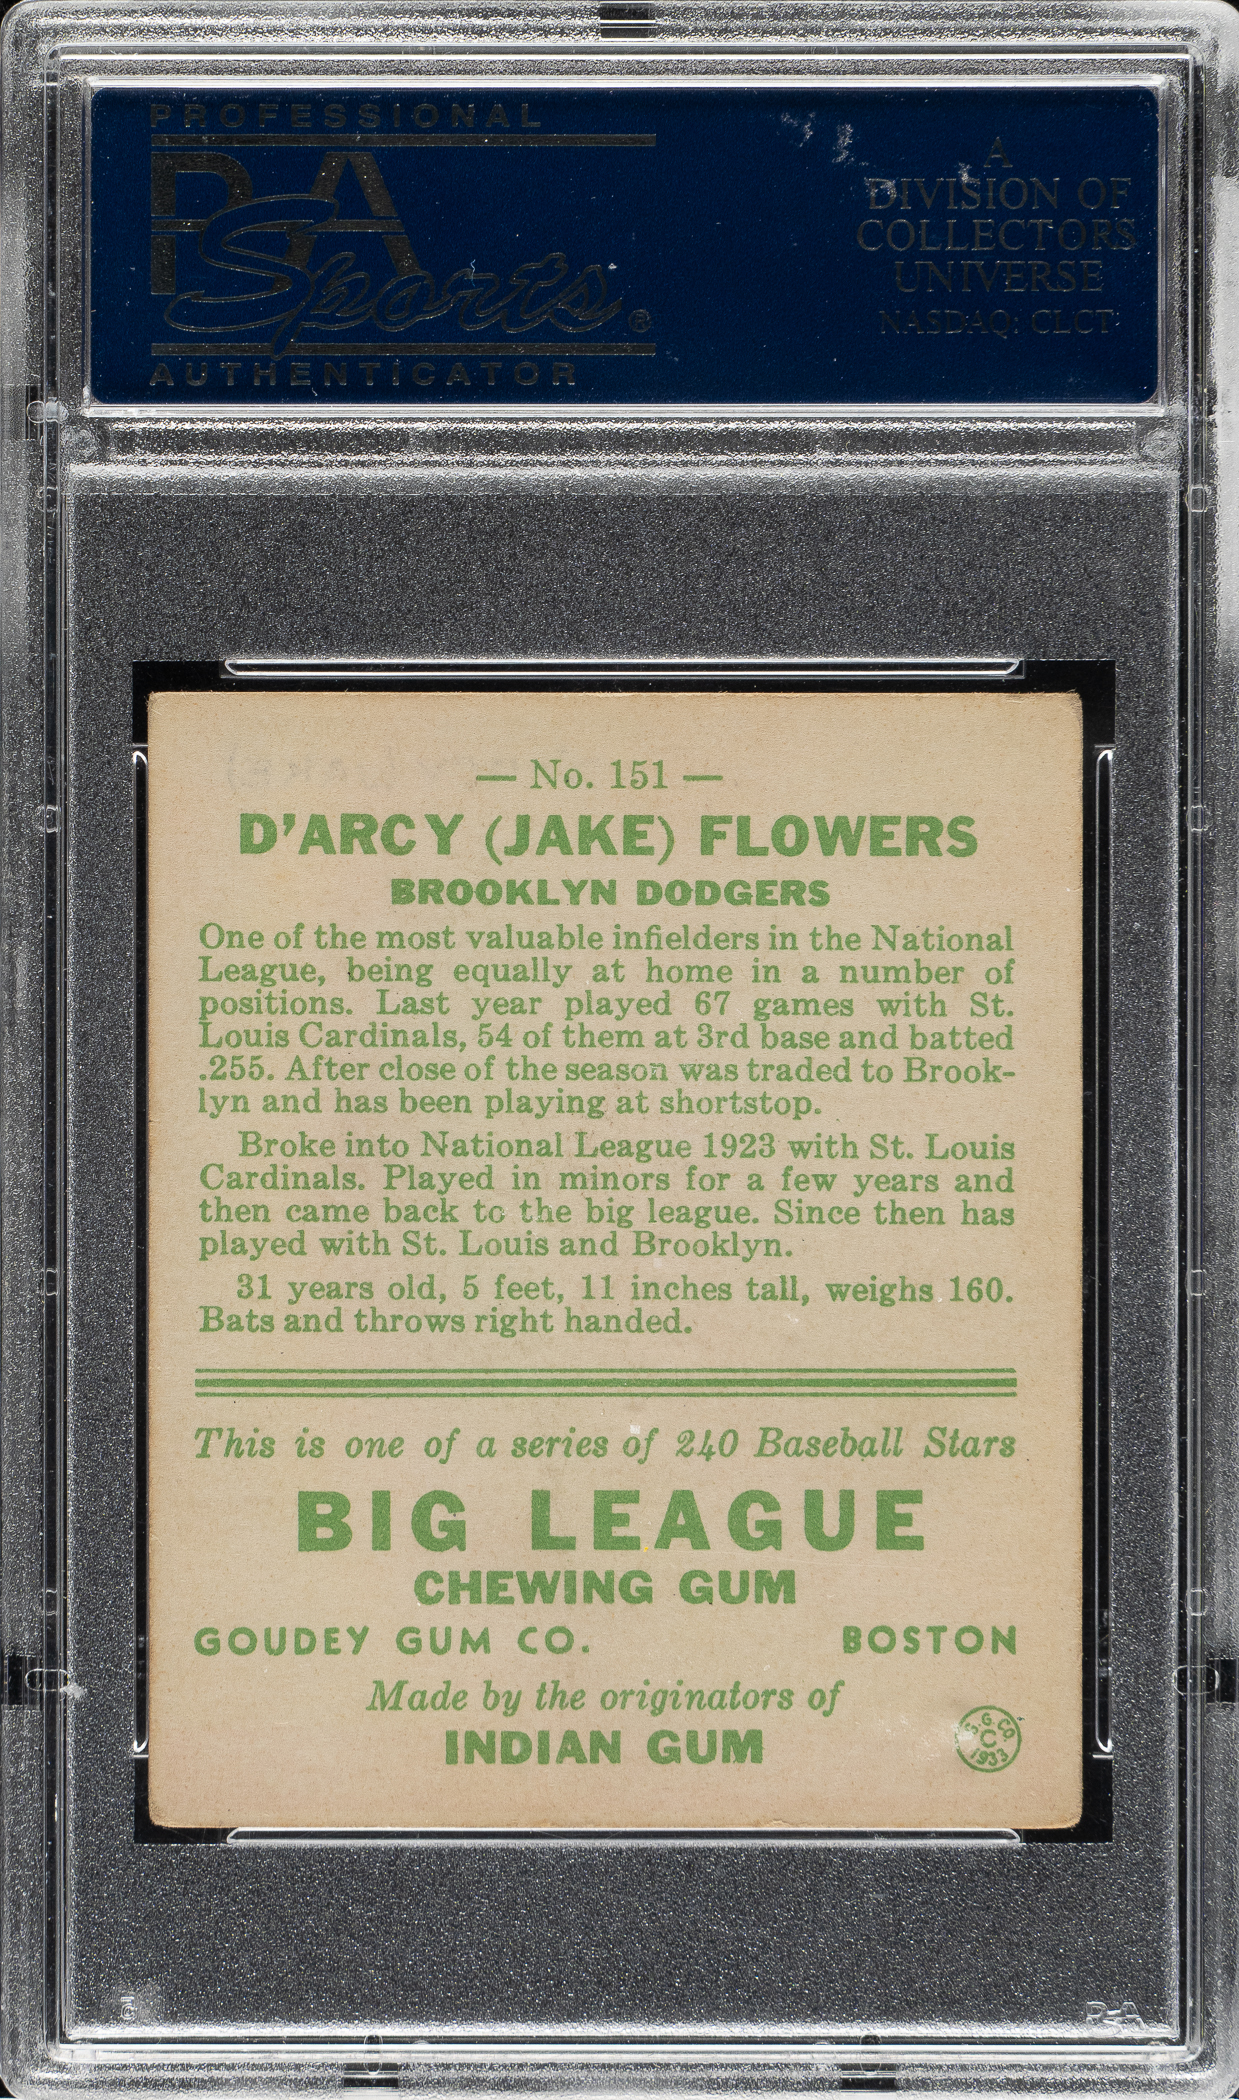 PROFESSIONAL
PSA
Sports®
AUTHENTICATOR
A
DIVISION OF
COLLECTORS
UNIVERSE
NASDAQ: CLCT
— No. 151 —
D'ARCY (JAKE) FLOWERS
BROOKLYN DODGERS
One of the most valuable infielders in the National
League, being equally at home in a number of
positions. Last year played 67 games with St.
Louis Cardinals, 54 of them at 3rd base and batted
.255. After close of the season was traded to Brook-
lyn and has been playing at shortstop.
Broke into National League 1923 with St. Louis
Cardinals. Played in minors for a few years and
then came back to the big league. Since then has
played with St. Louis and Brooklyn.
31 years old, 5 feet, 11 inches tall, weighs 160.
Bats and throws right handed.
This is one of a series of 240 Baseball Stars
BIG LEAGUE
CHEWING GUM
GOUDEY GUM CO. BOSTON
Made by the originators of
INDIAN GUM
G. CO.
C
1933
PSA